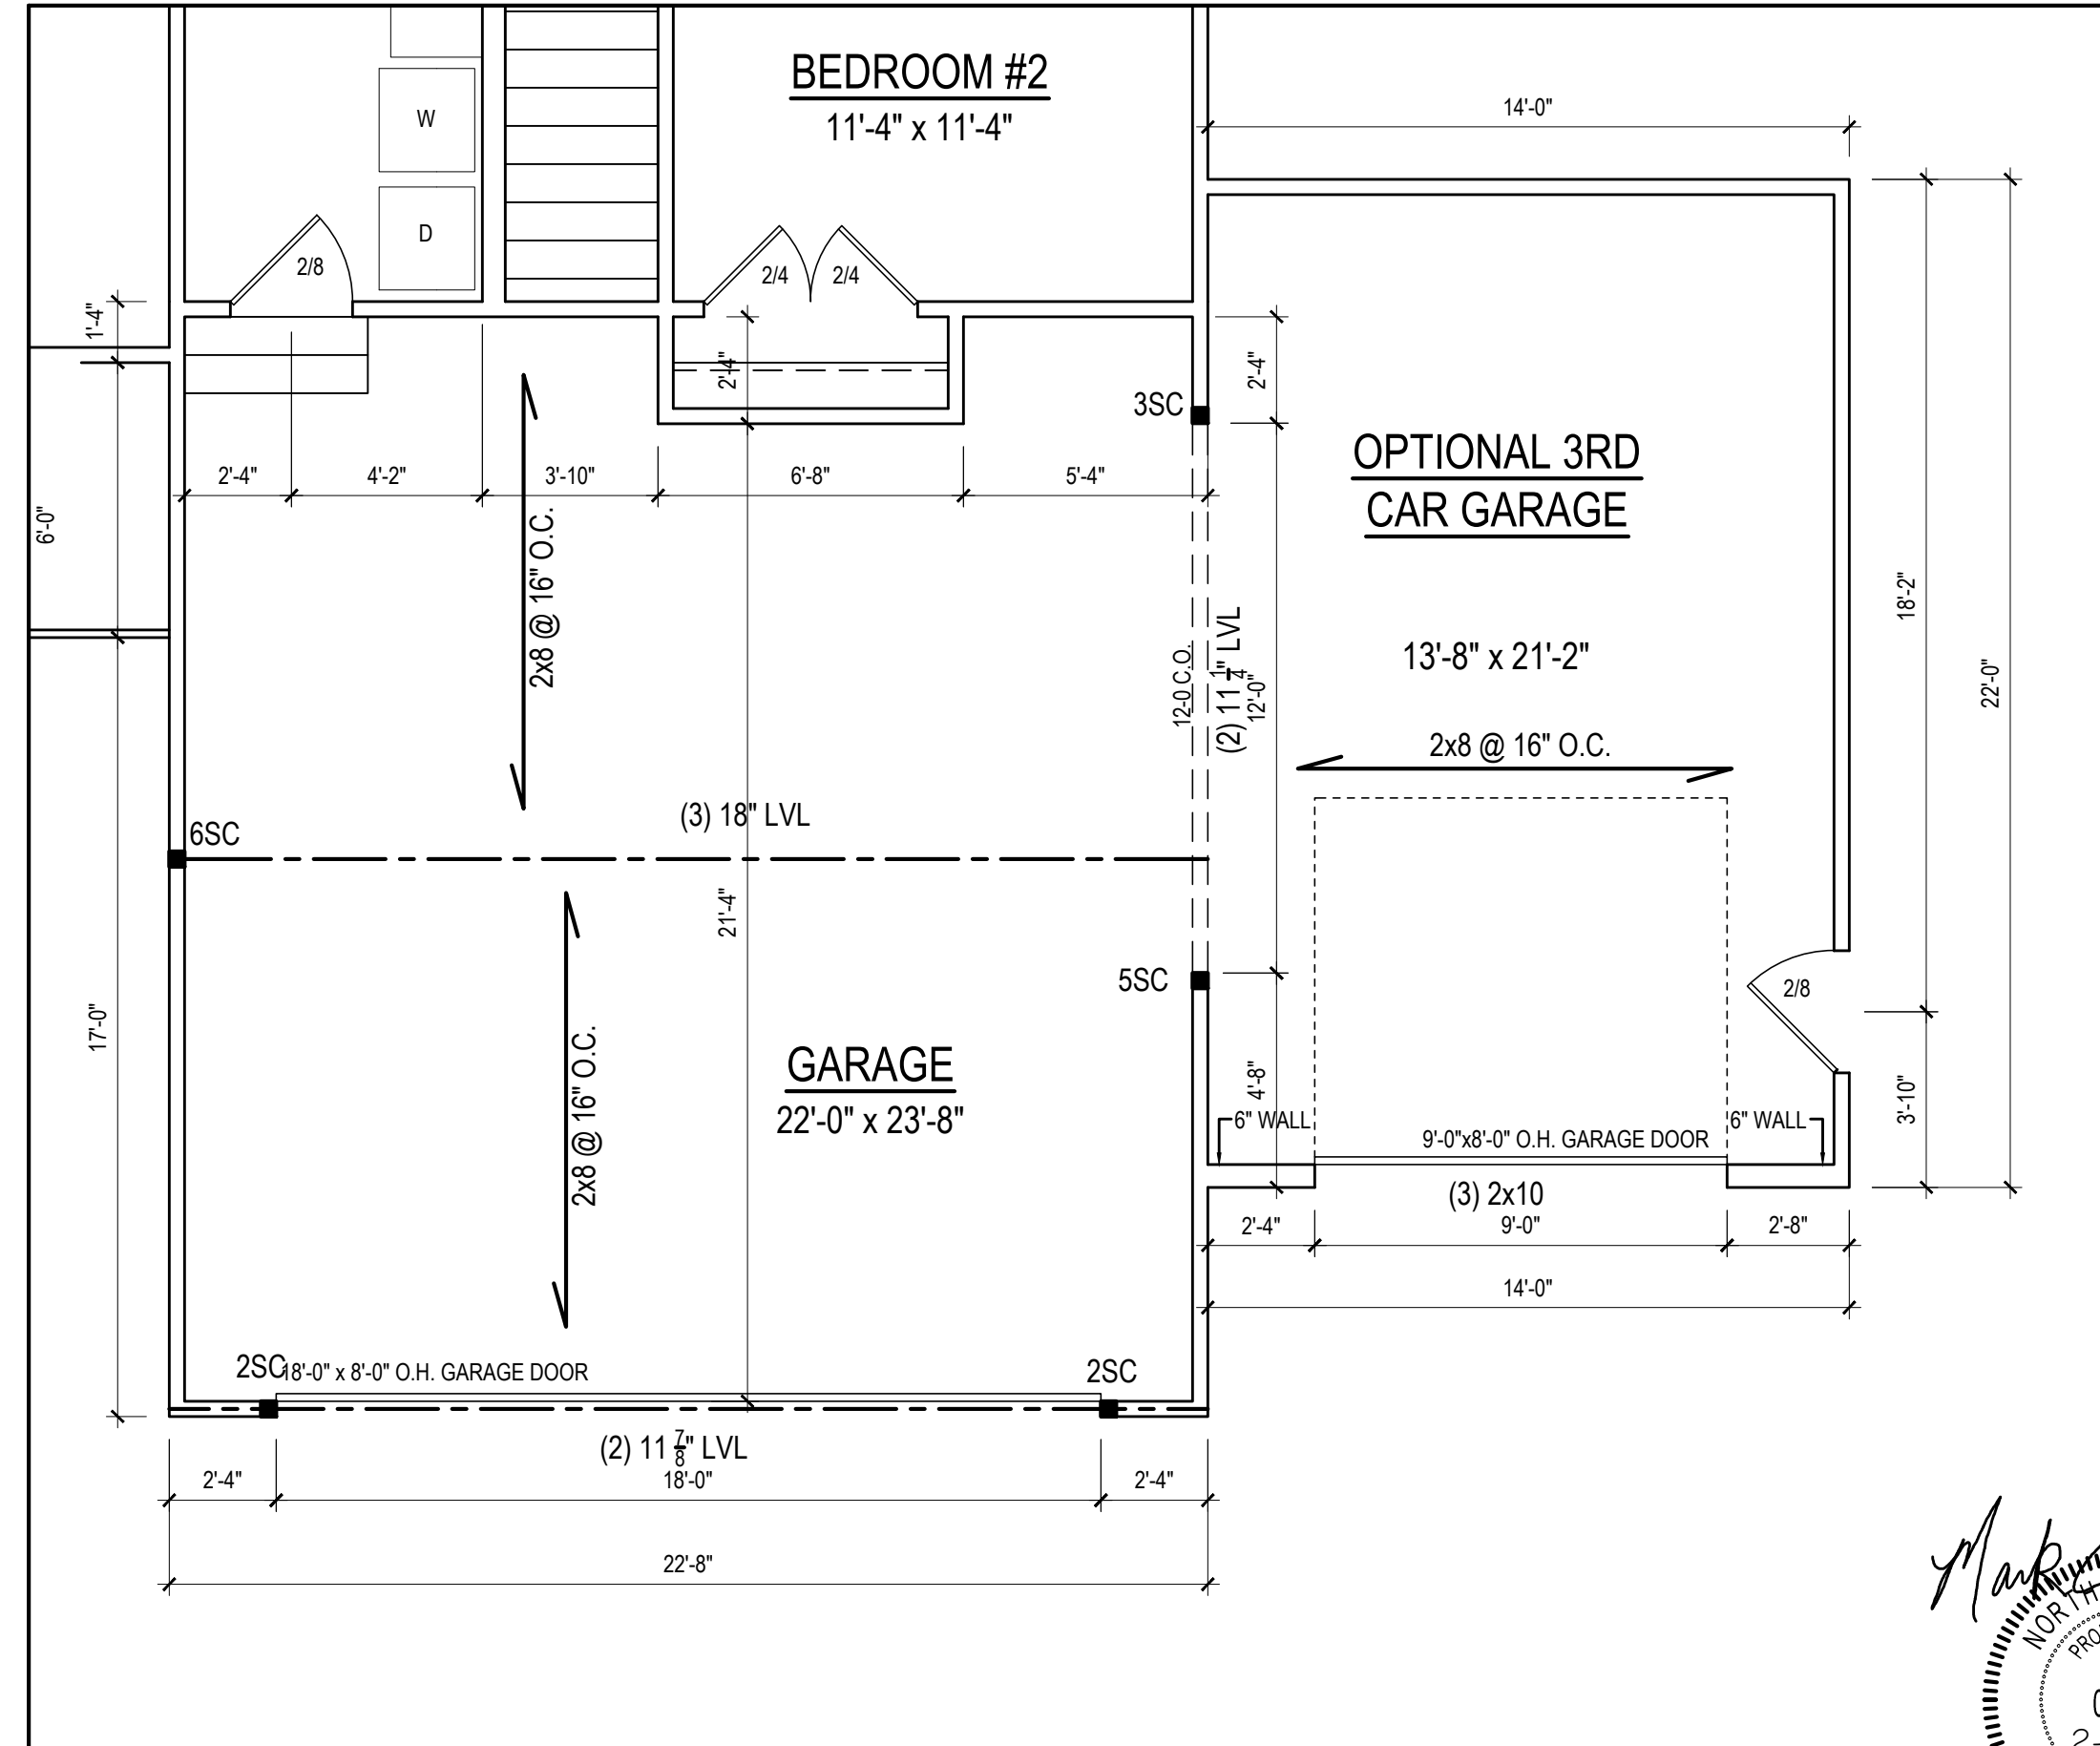 BEDROOM #2
11'-4" x 11'-4"
14'-0"
W
D
2/8
2/4
2/4
1'-4"
2'-4"
2'-4"
3SC
OPTIONAL 3RD
CAR GARAGE
2'-4"
4'-2"
3'-10"
6'-8"
5'-4"
6'-0"
2x8 @ 16" O.C.
18'-2"
22'-0"
12-0 C.O.
(2) 11 1/4" LVL
12'-0"
13'-8" x 21'-2"
2x8 @ 16" O.C.
(3) 18" LVL
6SC
21'-4"
5SC
2/8
17'-0"
2x8 @ 16" O.C.
GARAGE
22'-0" x 23'-8"
4'-8"
3'-10"
6" WALL
6" WALL
9'-0"x8'-0" O.H. GARAGE DOOR
(3) 2x10
2'-4"
9'-0"
2'-8"
14'-0"
2SC
18'-0" x 8'-0" O.H. GARAGE DOOR
2SC
(2) 11 7/8" LVL
2'-4"
18'-0"
2'-4"
22'-8"
Mark
NORTH